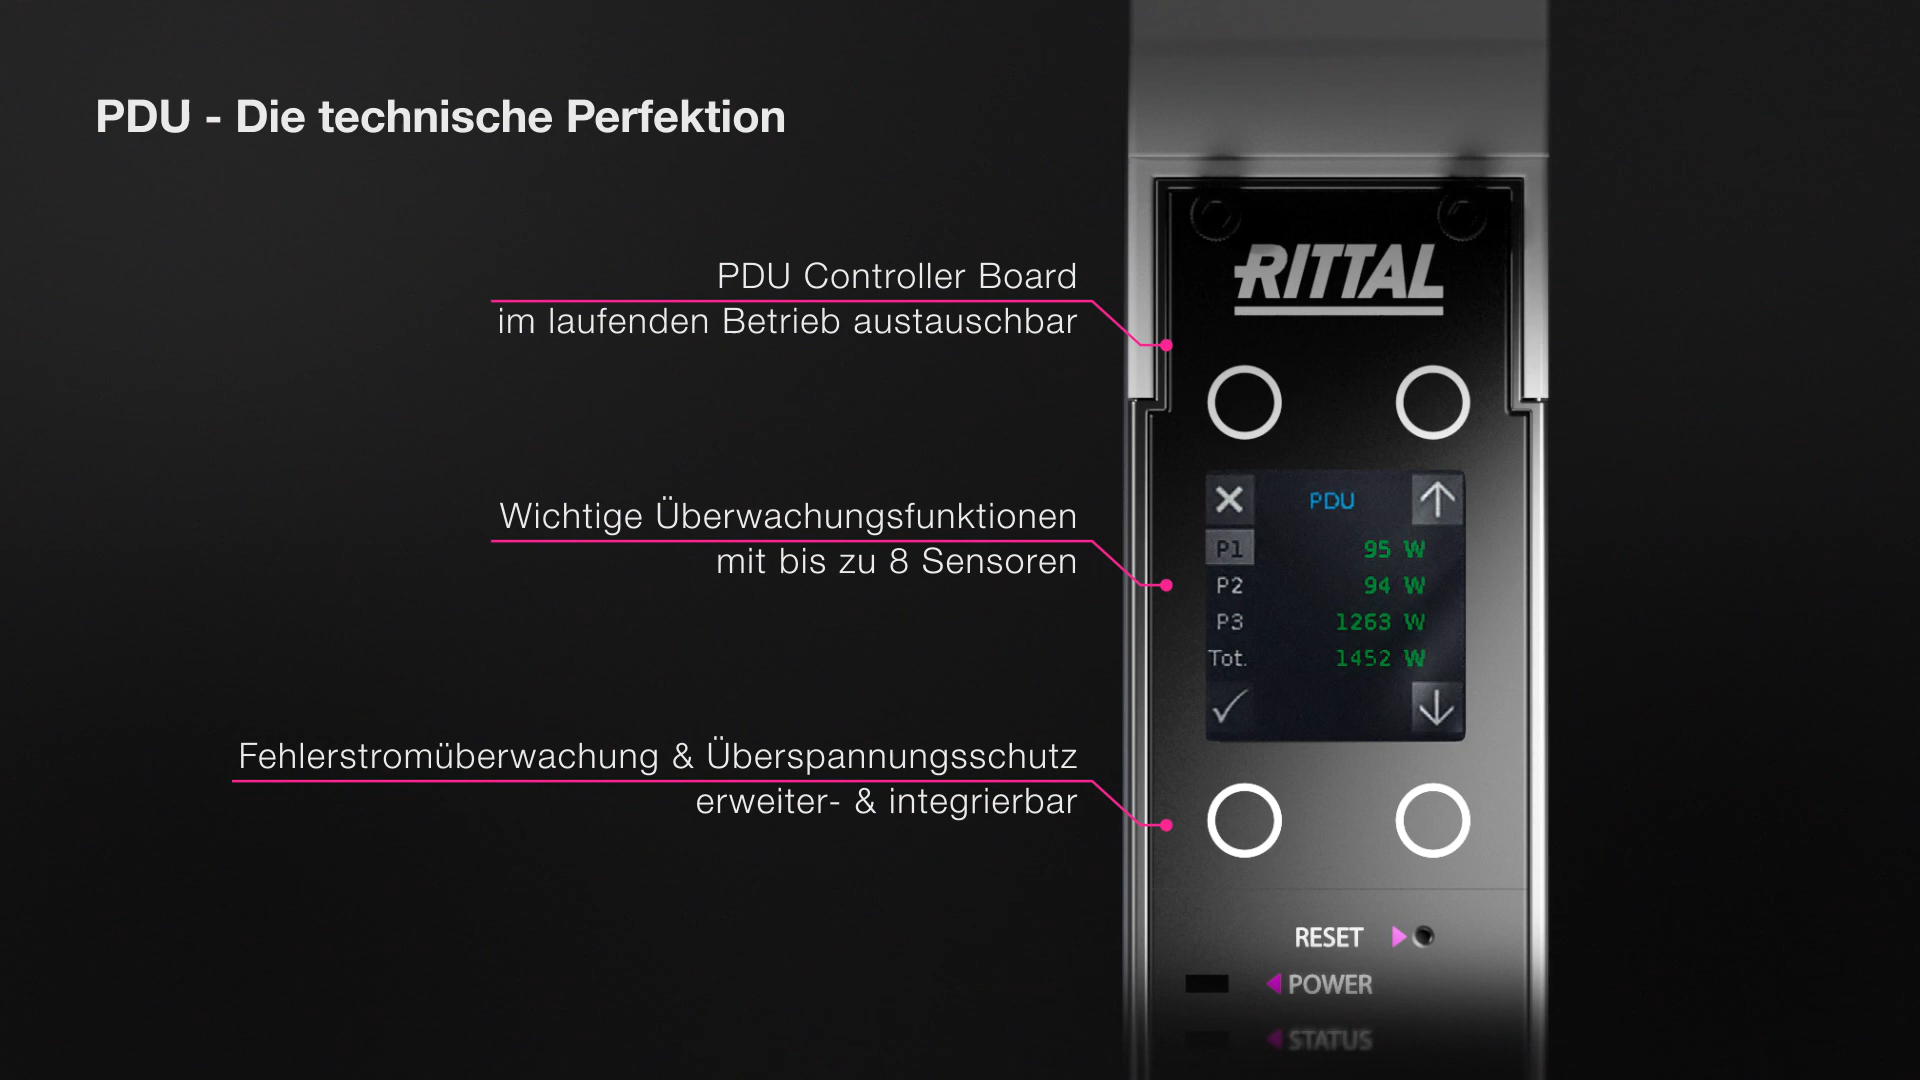 PDU - Die technische Perfektion
PDU Controller Board
im laufenden Betrieb austauschbar
Wichtige Überwachungsfunktionen
mit bis zu 8 Sensoren
Fehlerstromüberwachung & Überspannungsschutz
erweiter- & integrierbar
RITTAL
PDU
P1 95 W
P2 94 W
P3 1263 W
Tot. 1452 W
RESET
POWER
STATUS